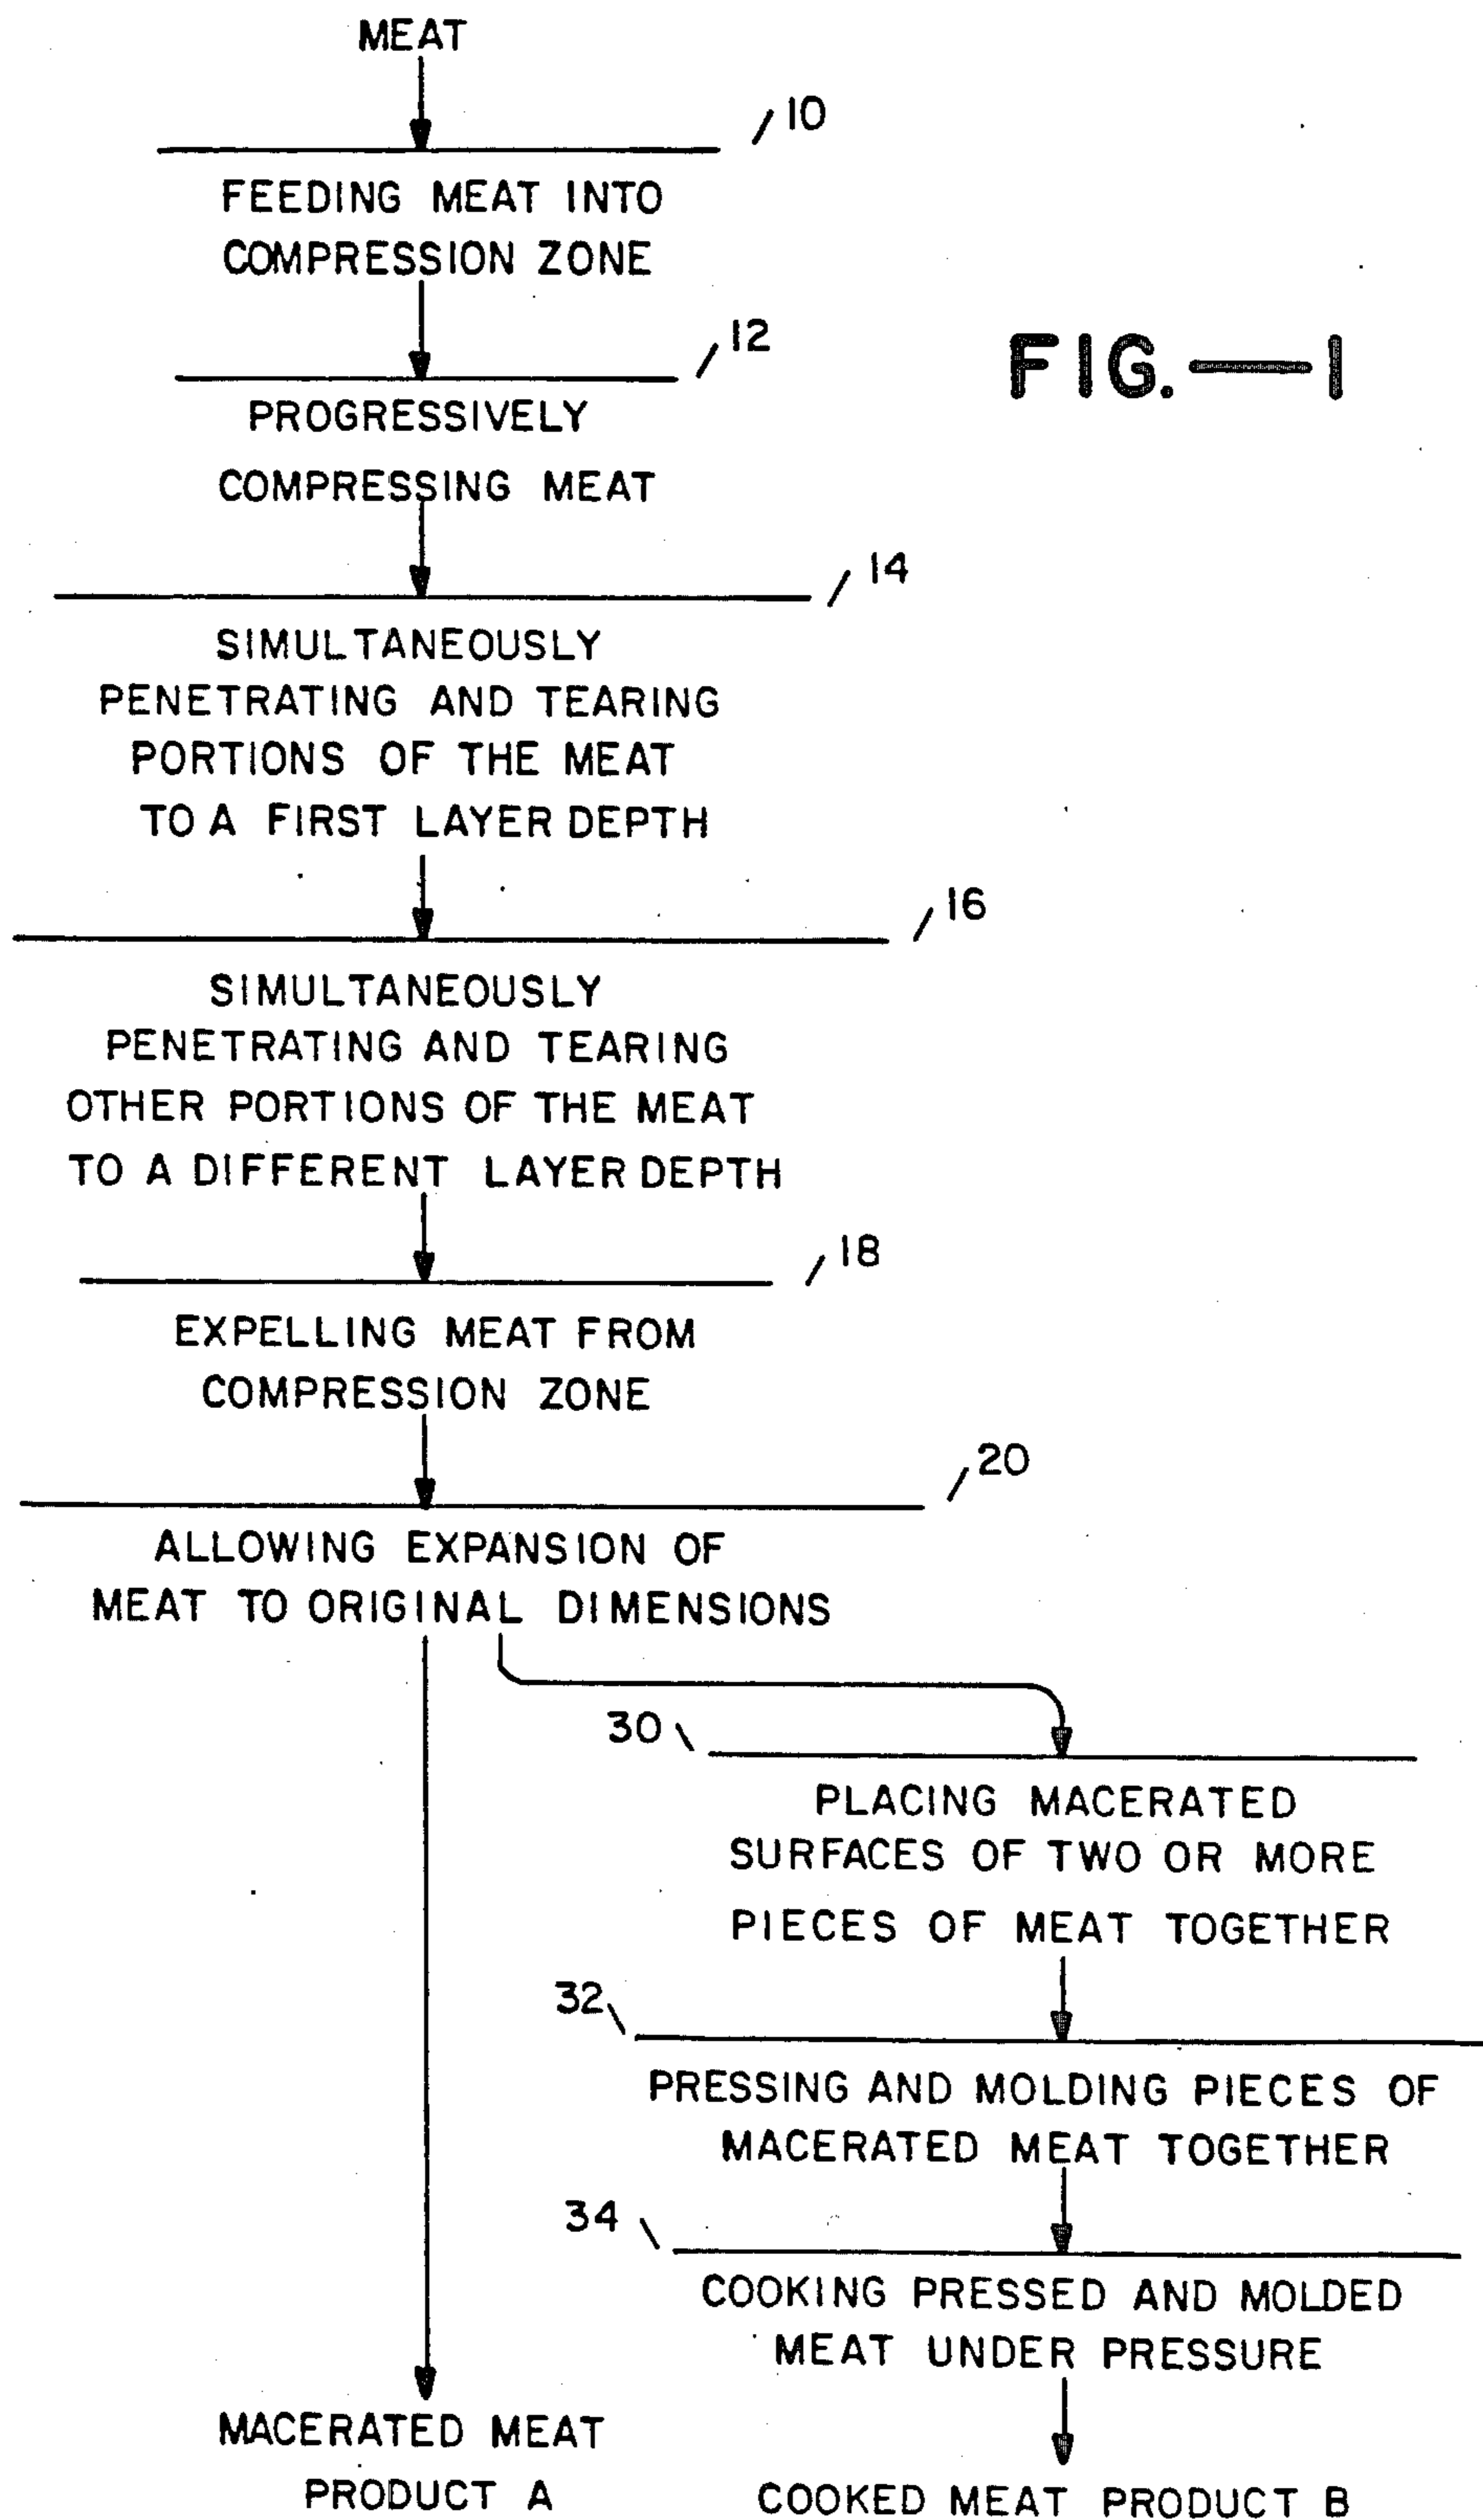 MEAT
10
FEEDING MEAT INTO
COMPRESSION ZONE
12
FIG.—1
PROGRESSIVELY
COMPRESSING MEAT
14
SIMULTANEOUSLY
PENETRATING AND TEARING
PORTIONS OF THE MEAT
TO A FIRST LAYER DEPTH
16
SIMULTANEOUSLY
PENETRATING AND TEARING
OTHER PORTIONS OF THE MEAT
TO A DIFFERENT LAYER DEPTH
18
EXPELLING MEAT FROM
COMPRESSION ZONE
20
ALLOWING EXPANSION OF
MEAT TO ORIGINAL DIMENSIONS
30
PLACING MACERATED
SURFACES OF TWO OR MORE
PIECES OF MEAT TOGETHER
32
PRESSING AND MOLDING PIECES OF
MACERATED MEAT TOGETHER
34
COOKING PRESSED AND MOLDED
MEAT UNDER PRESSURE
MACERATED MEAT
PRODUCT A
COOKED MEAT PRODUCT B